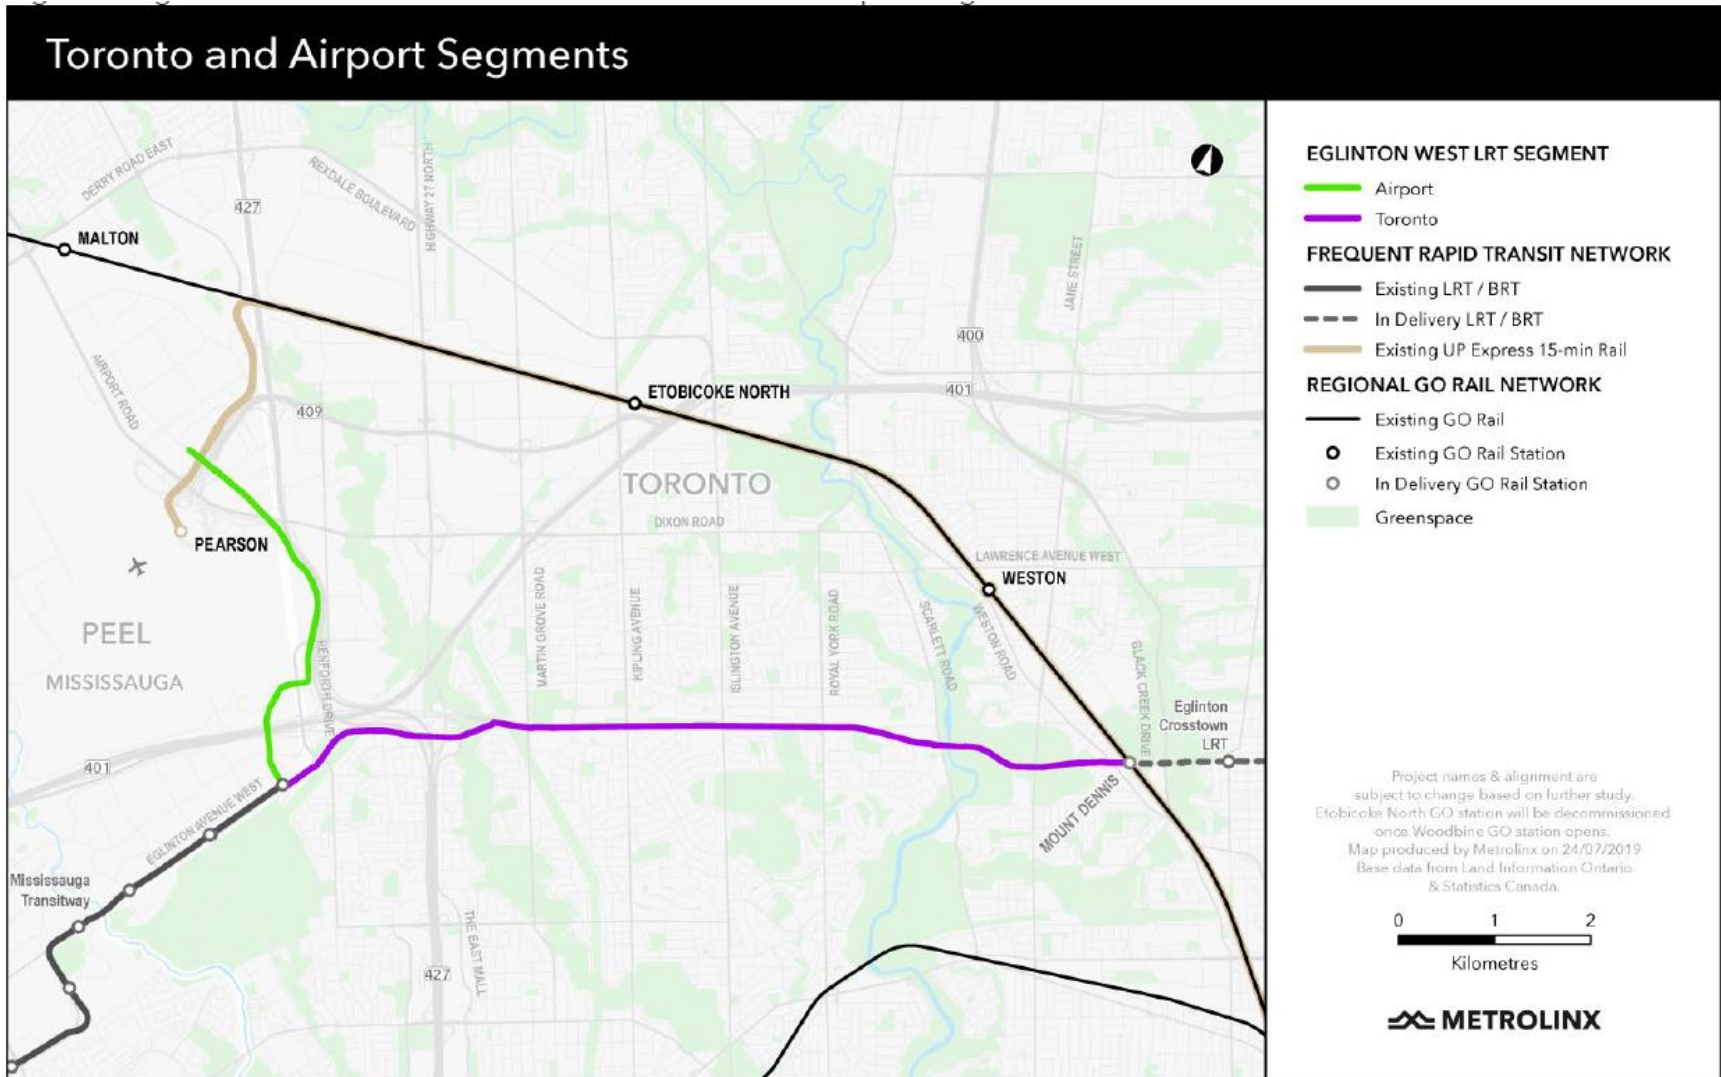 Toronto and Airport Segments
DERRY ROAD EAST
REXDALE BOULEVARD
HIGHWAY 27 NORTH
427
MALTON
JANE STREET
400
401
AIRPORT ROAD
409
ETOBICOKE NORTH
TORONTO
DIXON ROAD
PEARSON
LAWRENCE AVENUE WEST
WESTON
PEEL
MISSISSAUGA
RENFORTH DRIVE
MARTIN GROVE ROAD
KIPLING AVENUE
ISLINGTON AVENUE
ROYAL YORK ROAD
SCARLETT ROAD
WESTON ROAD
BLACK CREEK DRIVE
Eglinton
Crosstown
LRT
401
EGLINTON AVENUE WEST
MOUNT DENNIS
Mississauga
Transitway
THE EAST MALL
427
EGLINTON WEST LRT SEGMENT
Airport
Toronto
FREQUENT RAPID TRANSIT NETWORK
Existing LRT / BRT
In Delivery LRT / BRT
Existing UP Express 15-min Rail
REGIONAL GO RAIL NETWORK
Existing GO Rail
Existing GO Rail Station
In Delivery GO Rail Station
Greenspace
Project names & alignment are
subject to change based on further study.
Etobicoke North GO station will be decommissioned
once Woodbine GO station opens.
Map produced by Metrolinx on 24/07/2019
Base data from Land Information Ontario
& Statistics Canada.
0 1 2
Kilometres
METROLINX